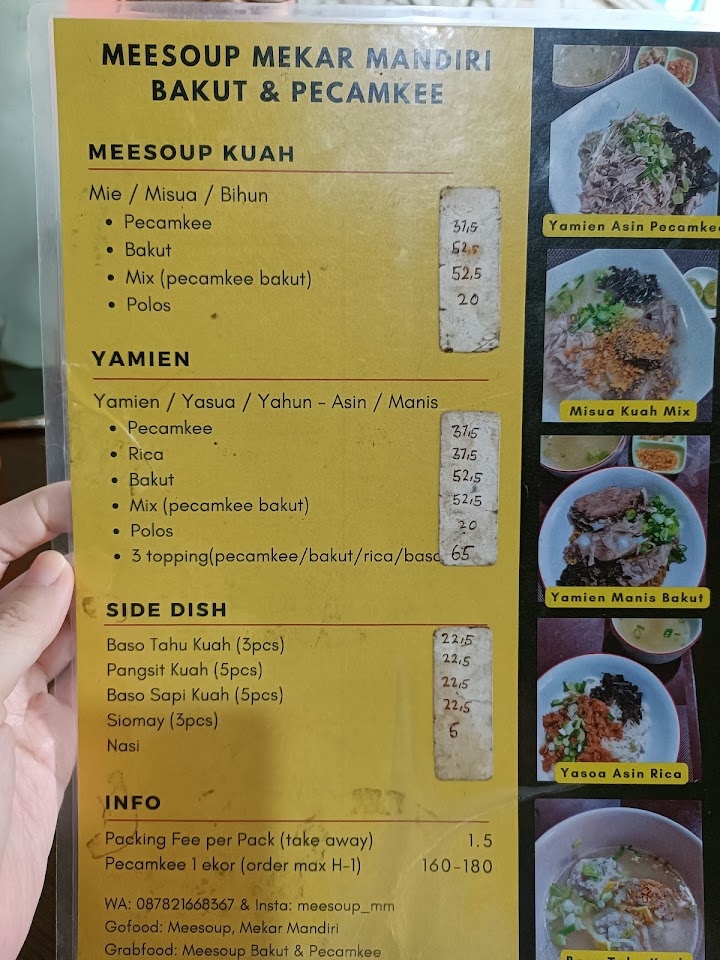 MEESOUP MEKAR MANDIRI
BAKUT & PECAMKEE
MEESOUP KUAH
Mie / Misua / Bihun
• Pecamkee 37,5
• Bakut 52,5
• Mix (pecamkee bakut) 52,5
• Polos 20
YAMIEN
Yamien / Yasua / Yahun - Asin / Manis
• Pecamkee 37,5
• Rica 37,5
• Bakut 52,5
• Mix (pecamkee bakut) 52,5
• Polos 20
• 3 topping(pecamkee/bakut/rica/baso 65
SIDE DISH
Baso Tahu Kuah (3pcs) 22,5
Pangsit Kuah (5pcs) 22,5
Baso Sapi Kuah (5pcs) 22,5
Siomay (3pcs) 22,5
Nasi 5
INFO
Packing Fee per Pack (take away) 1.5
Pecamkee 1 ekor (order max H-1) 160-180
WA: 087821668367 & Insta: meesoup_mm
Gofood: Meesoup, Mekar Mandiri
Grabfood: Meesoup Bakut & Pecamkee
Yamien Asin Pecamkee
Misua Kuah Mix
Yamien Manis Bakut
Yasoa Asin Rica
Baso Tahu Kuah